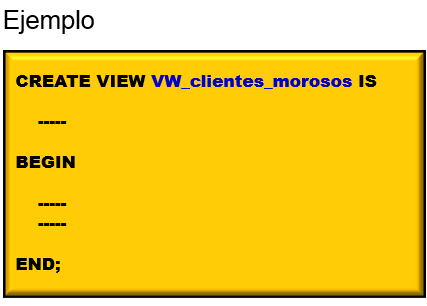 Ejemplo
CREATE VIEW VW_clientes_morosos IS
-----
BEGIN
-----
-----
END;